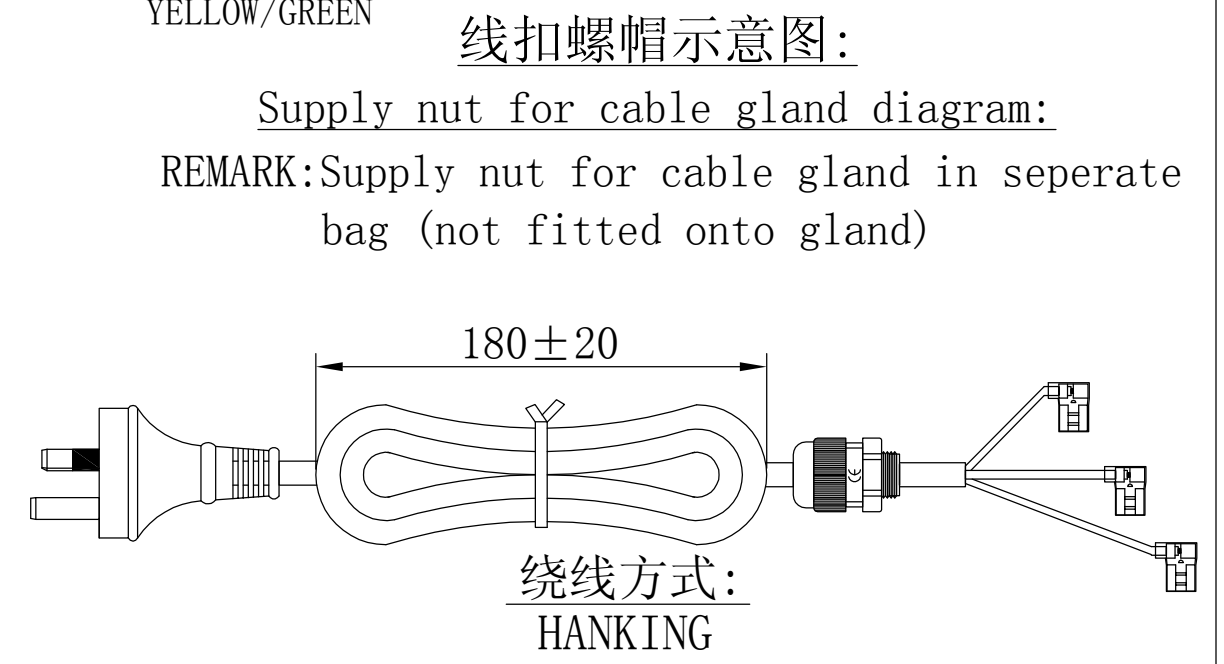 YELLOW/GREEN
线扣螺帽示意图:
Supply nut for cable gland diagram:
REMARK:Supply nut for cable gland in seperate
bag (not fitted onto gland)
180±20
CE
绕线方式:
HANKING